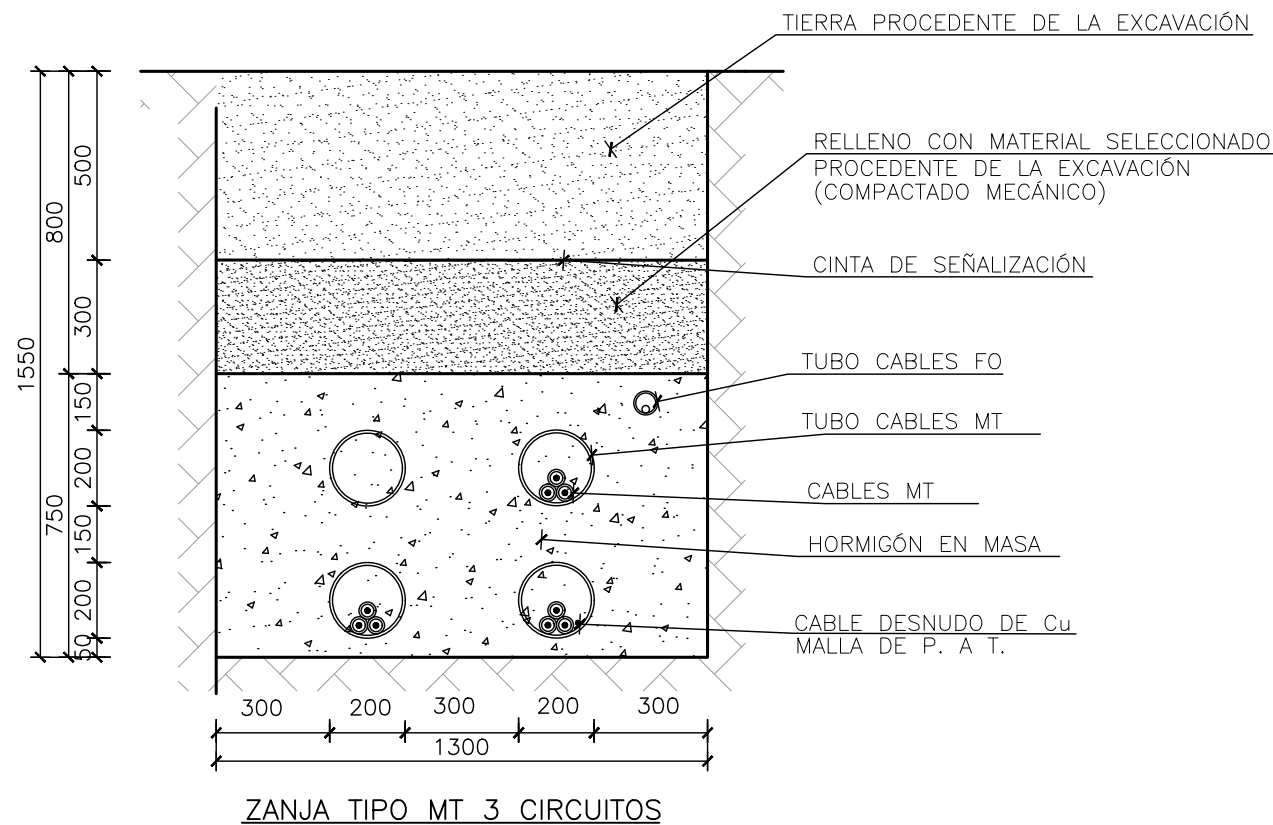 TIERRA PROCEDENTE DE LA EXCAVACIÓN
RELLENO CON MATERIAL SELECCIONADO
PROCEDENTE DE LA EXCAVACIÓN
(COMPACTADO MECÁNICO)
CINTA DE SEÑALIZACIÓN
TUBO CABLES FO
TUBO CABLES MT
CABLES MT
HORMIGÓN EN MASA
CABLE DESNUDO DE Cu
MALLA DE P. A T.
1550
800
750
500
300
150
200
150
200
50
300 200 300 200 300
1300
ZANJA TIPO MT 3 CIRCUITOS